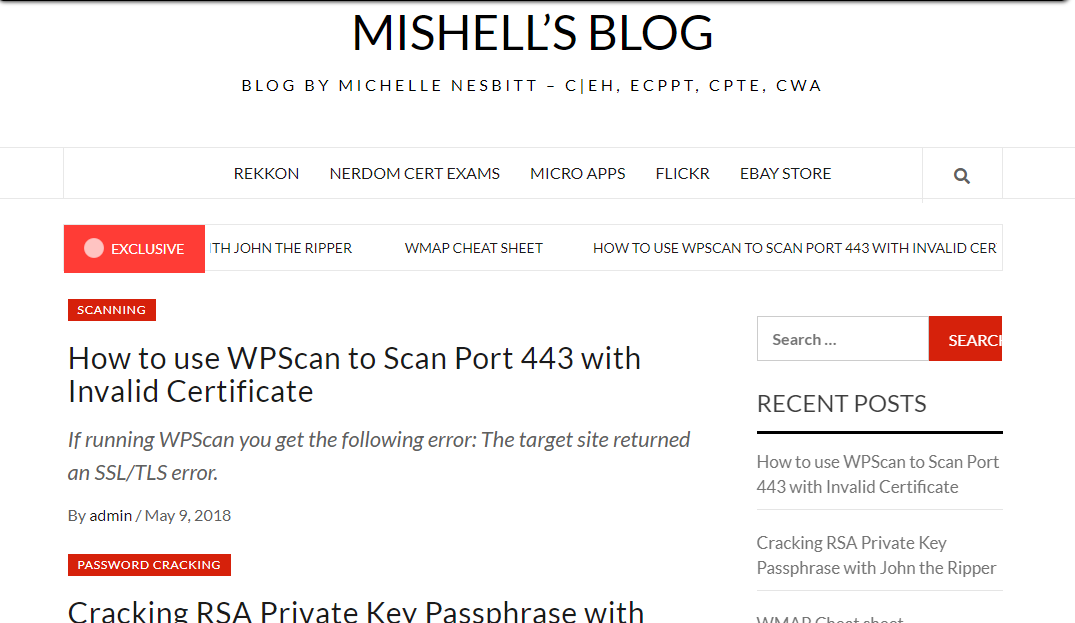 MISHELL’S BLOG
BLOG BY MICHELLE NESBITT – C|EH, ECPPT, CPTE, CWA
REKKON NERDOM CERT EXAMS MICRO APPS FLICKR EBAY STORE
EXCLUSIVE ITH JOHN THE RIPPER WMAP CHEAT SHEET HOW TO USE WPSCAN TO SCAN PORT 443 WITH INVALID CER
SCANNING
How to use WPScan to Scan Port 443 with
Invalid Certificate
If running WPScan you get the following error: The target site returned
an SSL/TLS error.
By admin / May 9, 2018
PASSWORD CRACKING
Cracking RSA Private Key Passphrase with
Search ...
SEARCH
RECENT POSTS
How to use WPScan to Scan Port
443 with Invalid Certificate
Cracking RSA Private Key
Passphrase with John the Ripper
WMAP Cheat sheet